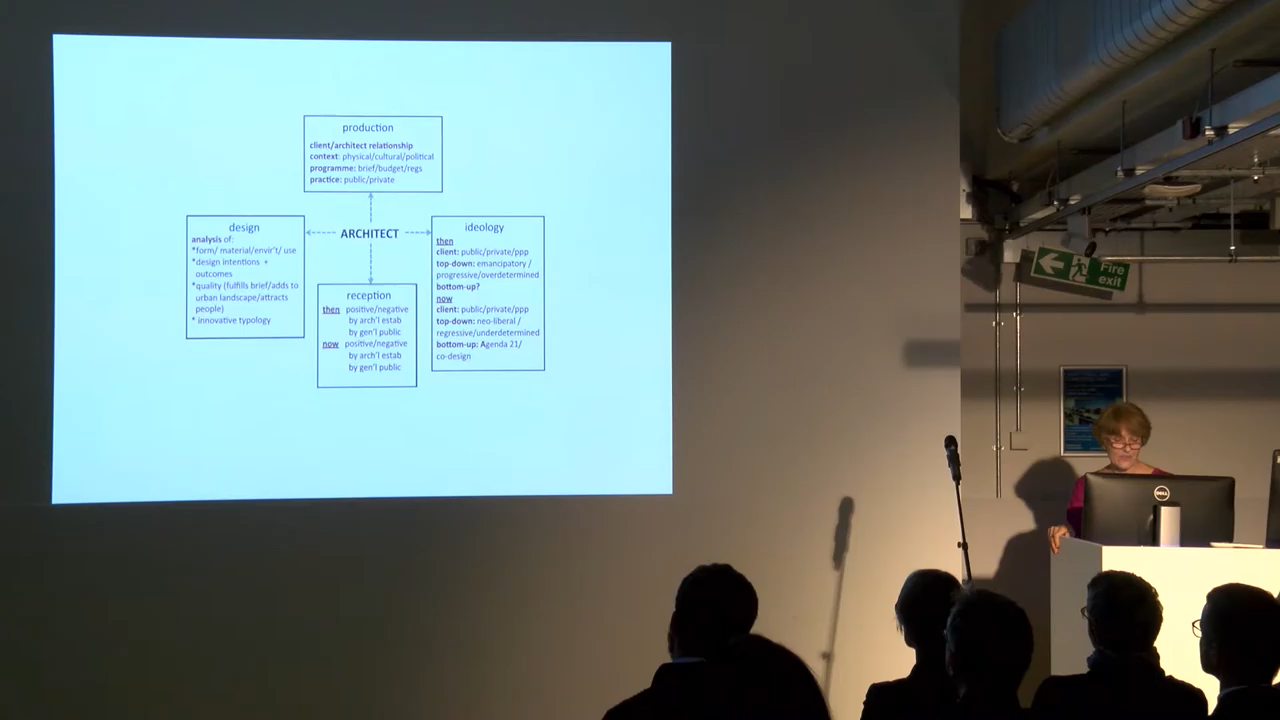 production
client/architect relationship
context: physical/cultural/political
programme: brief/budget/regs
practice: public/private
design
analysis of:
*form/ material/envir't/ use
*design intentions +
outcomes
*quality (fulfills brief/adds to
urban landscape/attracts
people)
* innovative typology
ARCHITECT
ideology
then
client: public/private/ppp
top-down: emancipatory /
progressive/overdetermined
bottom-up?
now
client: public/private/ppp
top-down: neo-liberal /
regressive/underdetermined
bottom-up: Agenda 21/
co-design
reception
then positive/negative
by arch'l estab
by gen'l public
now positive/negative
by arch'l estab
by gen'l public
Fire
exit
DELL